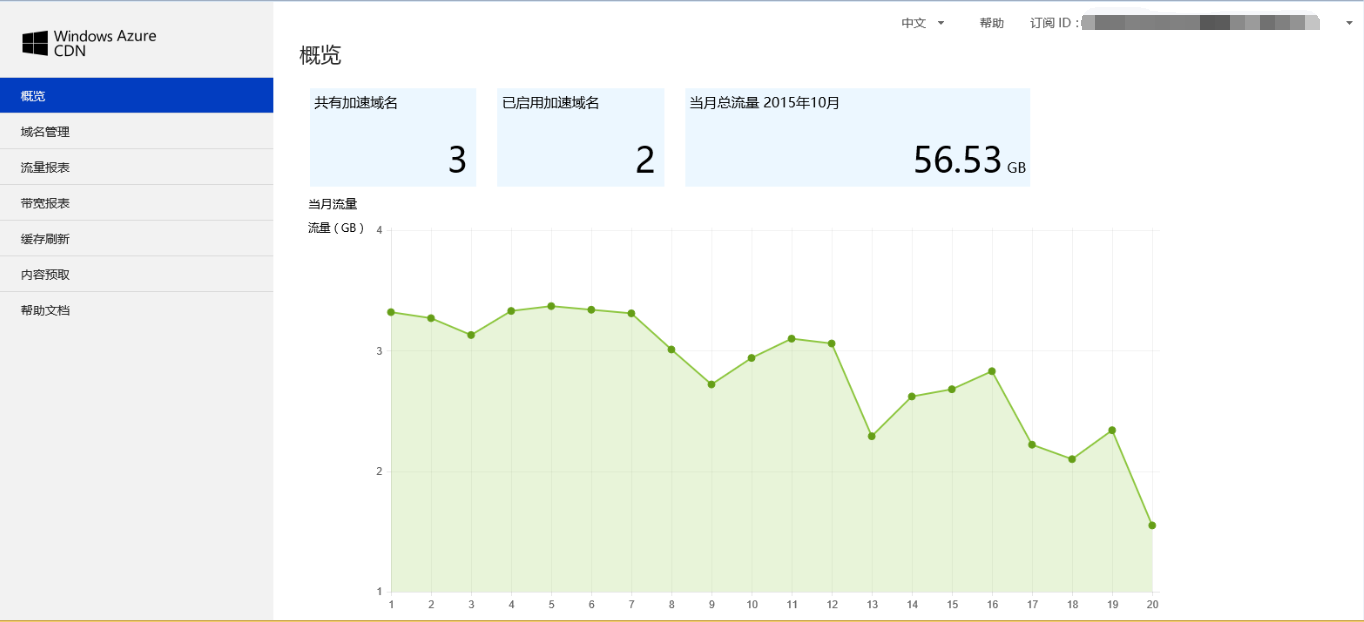 Windows Azure
CDN
中文 帮助 订阅 ID :
概览
概览
域名管理
流量报表
带宽报表
缓存刷新
内容预取
帮助文档
共有加速域名
3
已启用加速域名
2
当月总流量 2015年10月
56.53 GB
当月流量
流量 ( GB )
4
3
2
1
1 2 3 4 5 6 7 8 9 10 11 12 13 14 15 16 17 18 19 20